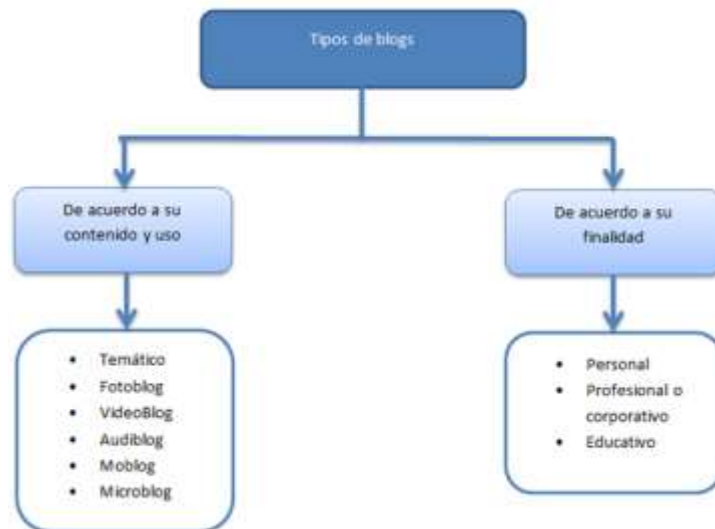 Tipos de blogs
De acuerdo a su
contenido y uso
De acuerdo a su
finalidad
• Temático
• Fotoblog
• VideoBlog
• Audiblog
• Moblog
• Microblog
• Personal
• Profesional o
corporativo
• Educativo